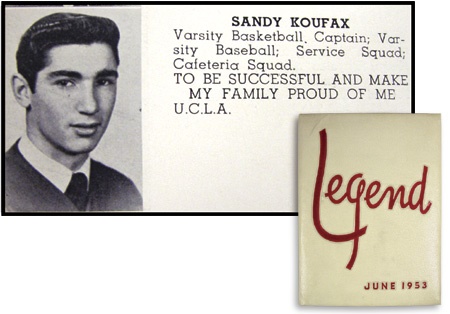 SANDY KOUFAX
Varsity Basketball, Captain; Var-
sity Baseball; Service Squad;
Cafeteria Squad.
TO BE SUCCESSFUL AND MAKE
MY FAMILY PROUD OF ME
U.C.L.A.
Legend
JUNE 1953